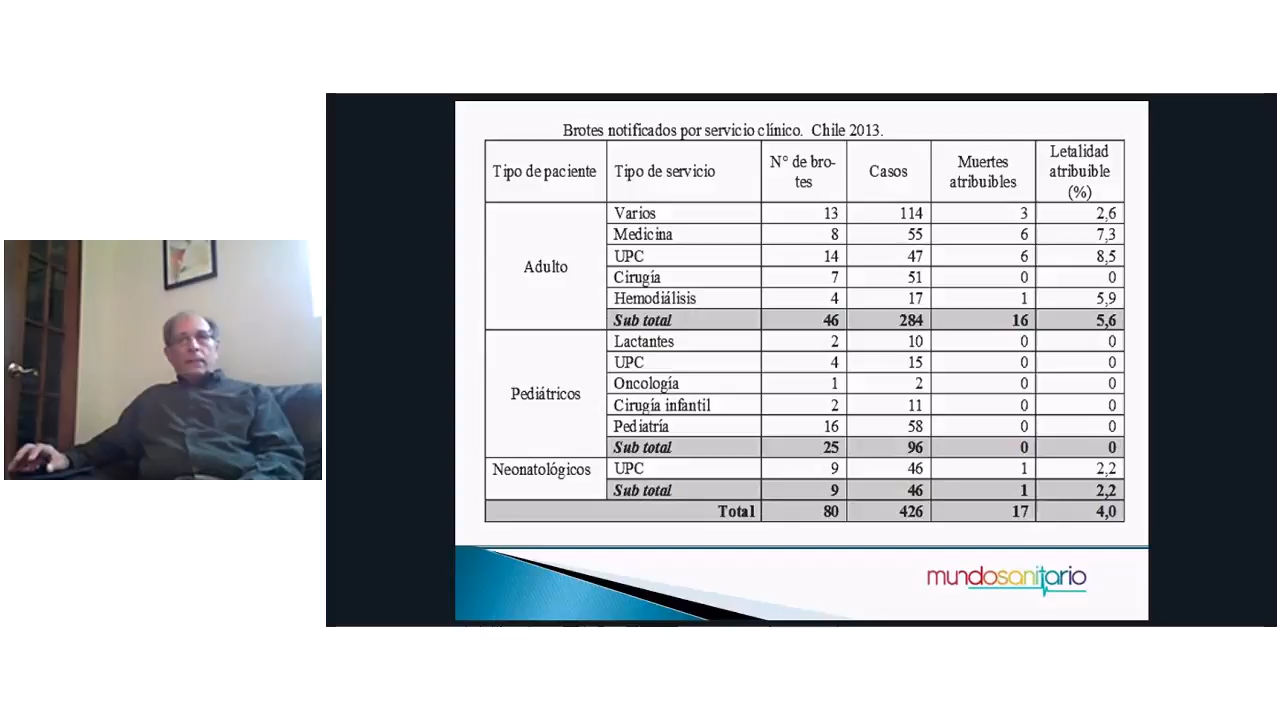 Brotes notificados por servicio clínico. Chile 2013.
Tipo de paciente Tipo de servicio N° de bro-tes Casos Muertes atribuibles Letalidad atribuible (%)
Adulto
Varios 13 114 3 2,6
Medicina 8 55 6 7,3
UPC 14 47 6 8,5
Cirugía 7 51 0 0
Hemodiálisis 4 17 1 5,9
Sub total 46 284 16 5,6
Pediátricos
Lactantes 2 10 0 0
UPC 4 15 0 0
Oncología 1 2 0 0
Cirugía infantil 2 11 0 0
Pediatría 16 58 0 0
Sub total 25 96 0 0
Neonatológicos UPC 9 46 1 2,2
Sub total 9 46 1 2,2
Total 80 426 17 4,0
mundosanitario